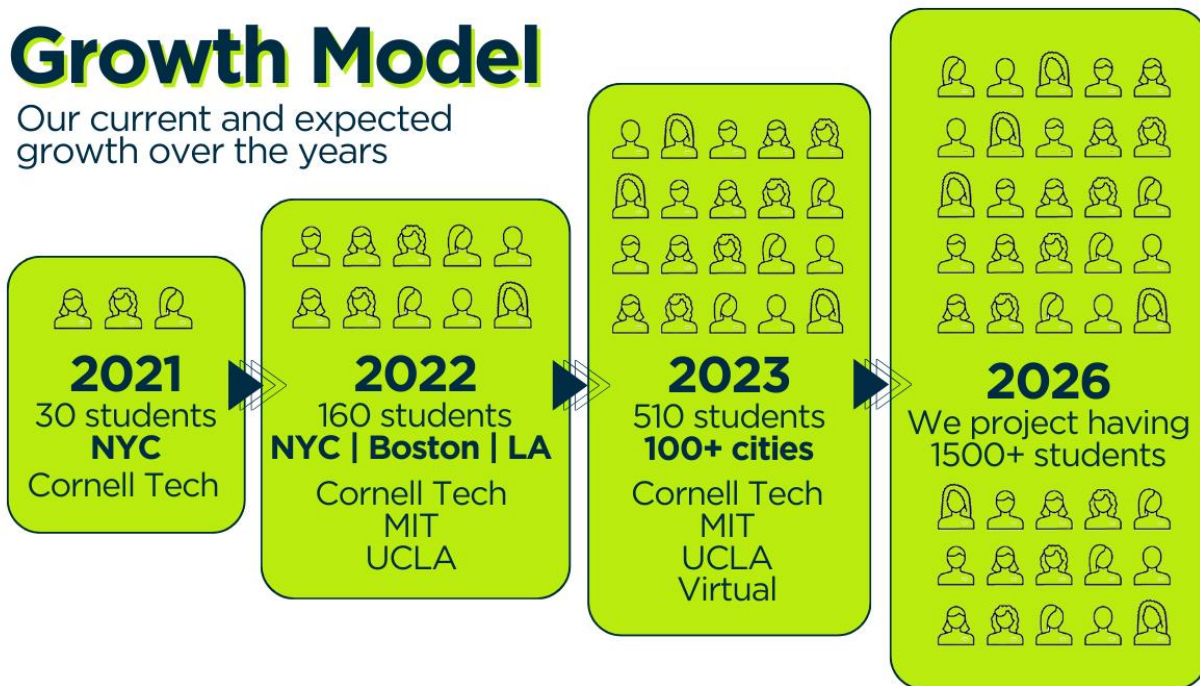 Growth Model
Our current and expected
growth over the years
2021
30 students
NYC
Cornell Tech
2022
160 students
NYC | Boston | LA
Cornell Tech
MIT
UCLA
2023
510 students
100+ cities
Cornell Tech
MIT
UCLA
Virtual
2026
We project having
1500+ students